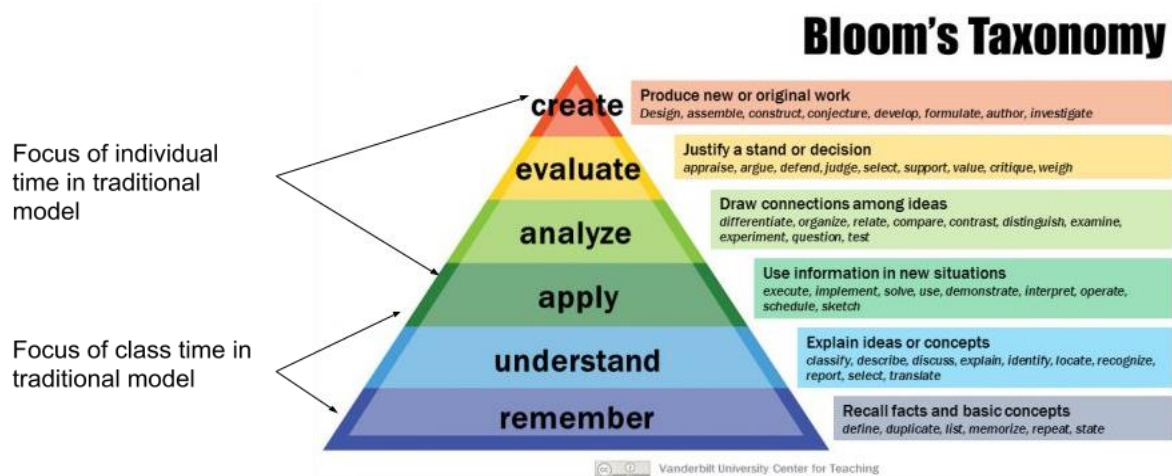 Bloom's Taxonomy
Focus of individual
time in traditional
model
Focus of class time in
traditional model
create
Produce new or original work
Design, assemble, construct, conjecture, develop, formulate, author, investigate
evaluate
Justify a stand or decision
appraise, argue, defend, judge, select, support, value, critique, weigh
analyze
Draw connections among ideas
differentiate, organize, relate, compare, contrast, distinguish, examine,
experiment, question, test
apply
Use information in new situations
execute, implement, solve, use, demonstrate, interpret, operate,
schedule, sketch
understand
Explain ideas or concepts
classify, describe, discuss, explain, identify, locate, recognize,
report, select, translate
remember
Recall facts and basic concepts
define, duplicate, list, memorize, repeat, state
cc Vanderbilt University Center for Teaching